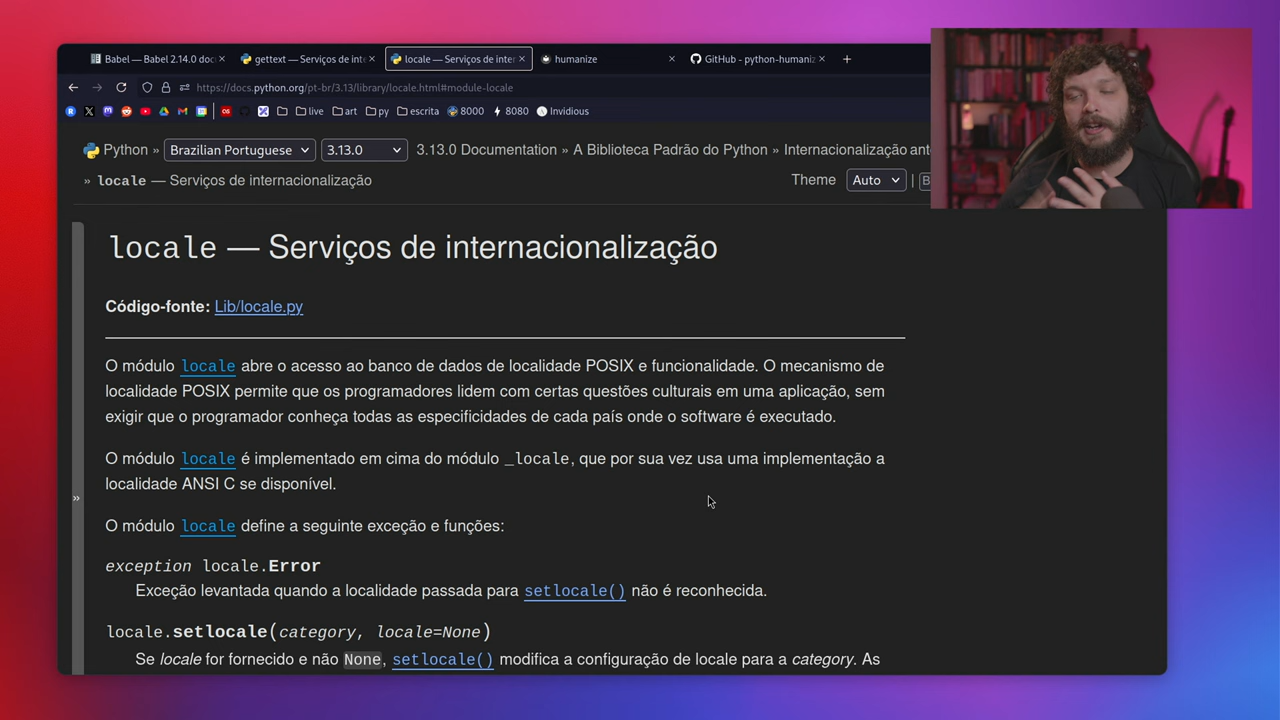 Babel — Babel 2.14.0 doc
gettext — Serviços de inte
locale — Serviços de inter
humanize
GitHub - python-humaniz
https://docs.python.org/pt-br/3.13/library/locale.html#module-locale
live
art
py
escrita
8000
8080
Invidious
Python » Brazilian Portuguese 3.13.0 3.13.0 Documentation » A Biblioteca Padrão do Python » Internacionalização
» locale — Serviços de internacionalização
Theme Auto | B
locale — Serviços de internacionalização
Código-fonte: Lib/locale.py
O módulo locale abre o acesso ao banco de dados de localidade POSIX e funcionalidade. O mecanismo de
localidade POSIX permite que os programadores lidem com certas questões culturais em uma aplicação, sem
exigir que o programador conheça todas as especificidades de cada país onde o software é executado.
O módulo locale é implementado em cima do módulo _locale, que por sua vez usa uma implementação a
localidade ANSI C se disponível.
O módulo locale define a seguinte exceção e funções:
exception locale.Error
Exceção levantada quando a localidade passada para setlocale() não é reconhecida.
locale.setlocale(category, locale=None)
Se locale for fornecido e não None, setlocale() modifica a configuração de locale para a category. As